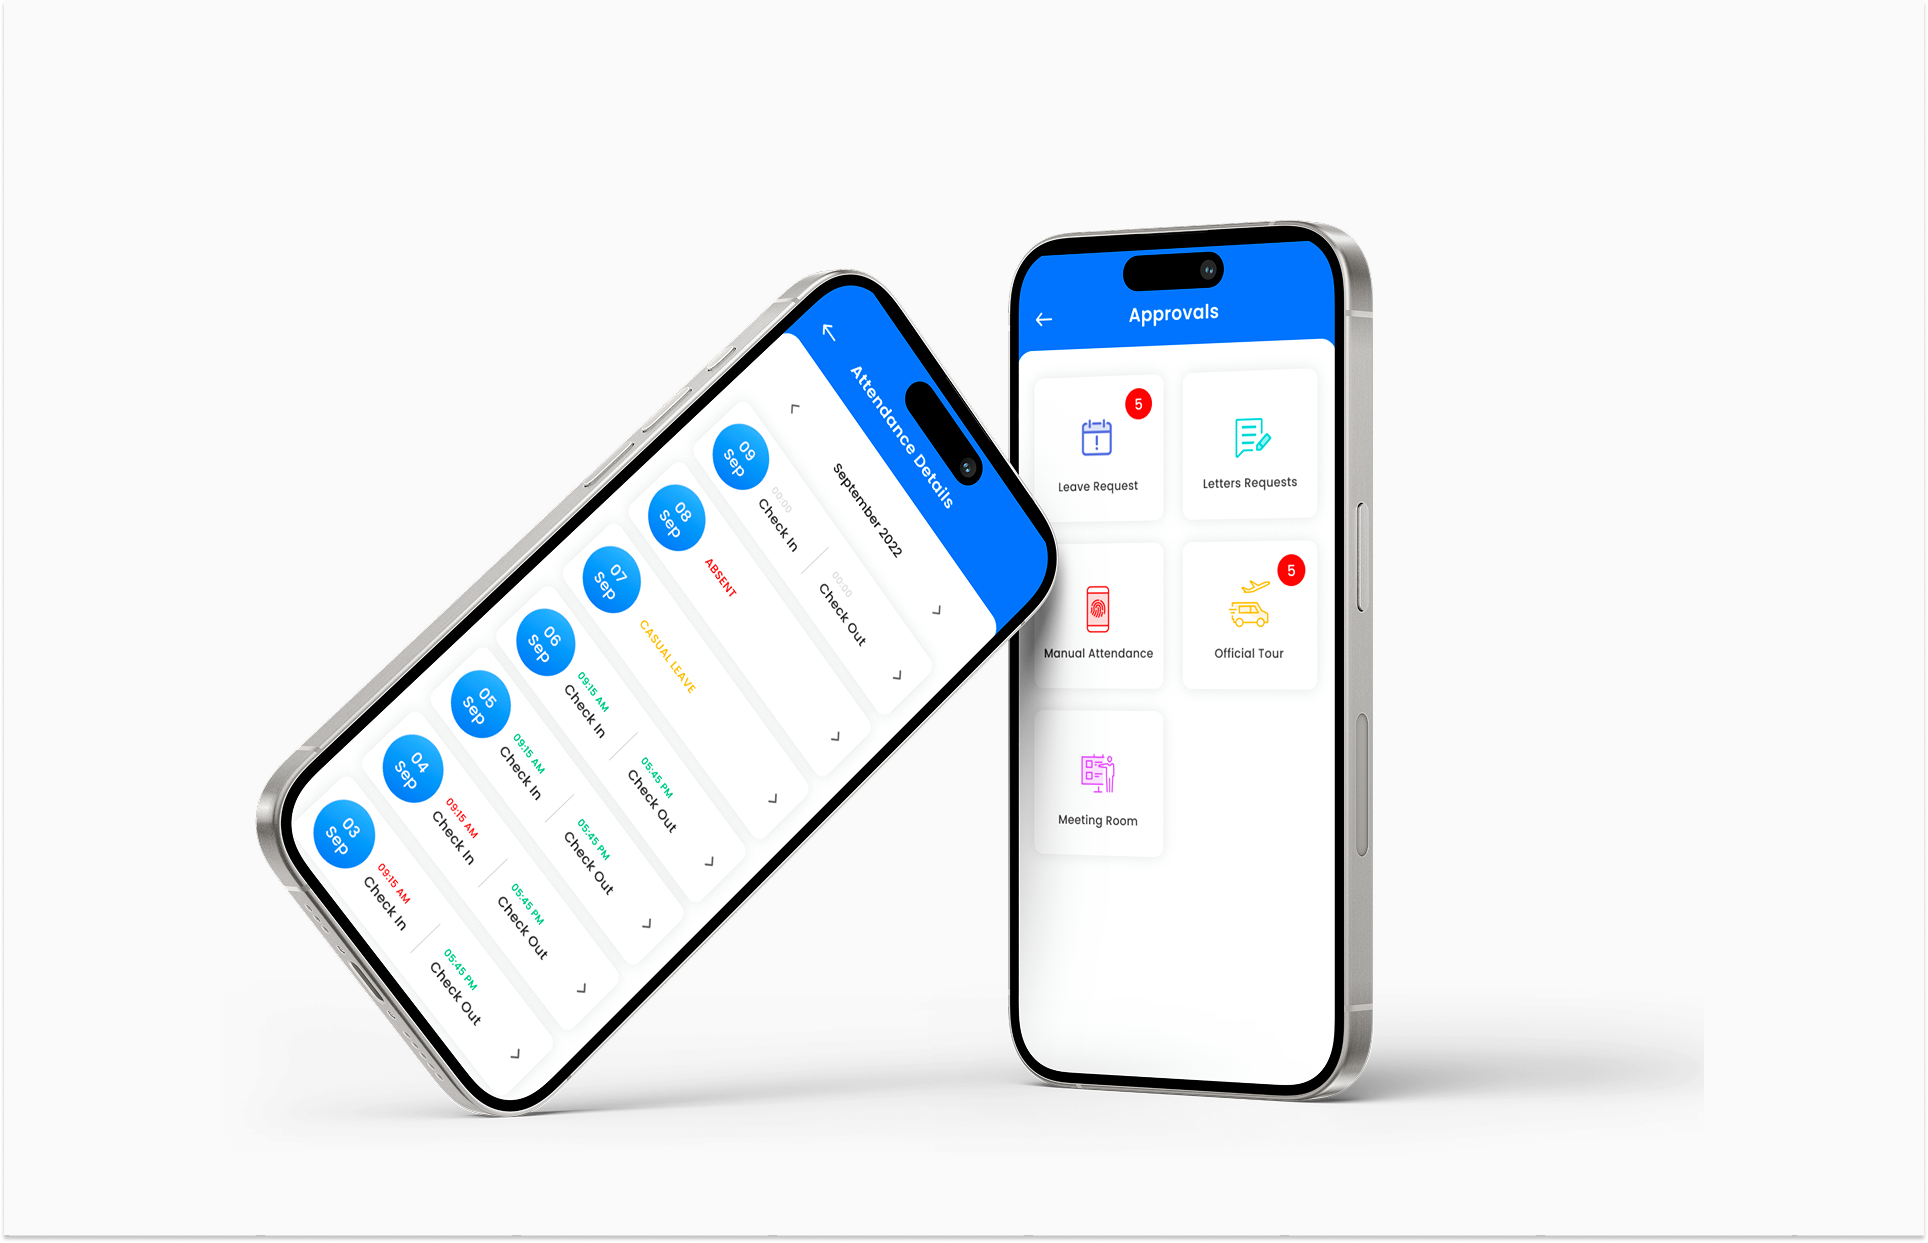 Attendance Details
September 2022
09
Sep
00:00
Check In
00:00
Check Out
08
Sep
ABSENT
07
Sep
CASUAL LEAVE
06
Sep
09:15 AM
Check In
05:45 PM
Check Out
05
Sep
09:15 AM
Check In
05:45 PM
Check Out
04
Sep
09:15 AM
Check In
05:45 PM
Check Out
03
Sep
09:15 AM
Check In
05:45 PM
Check Out
Approvals
5
Leave Request
Letters Requests
Manual Attendance
5
Official Tour
Meeting Room